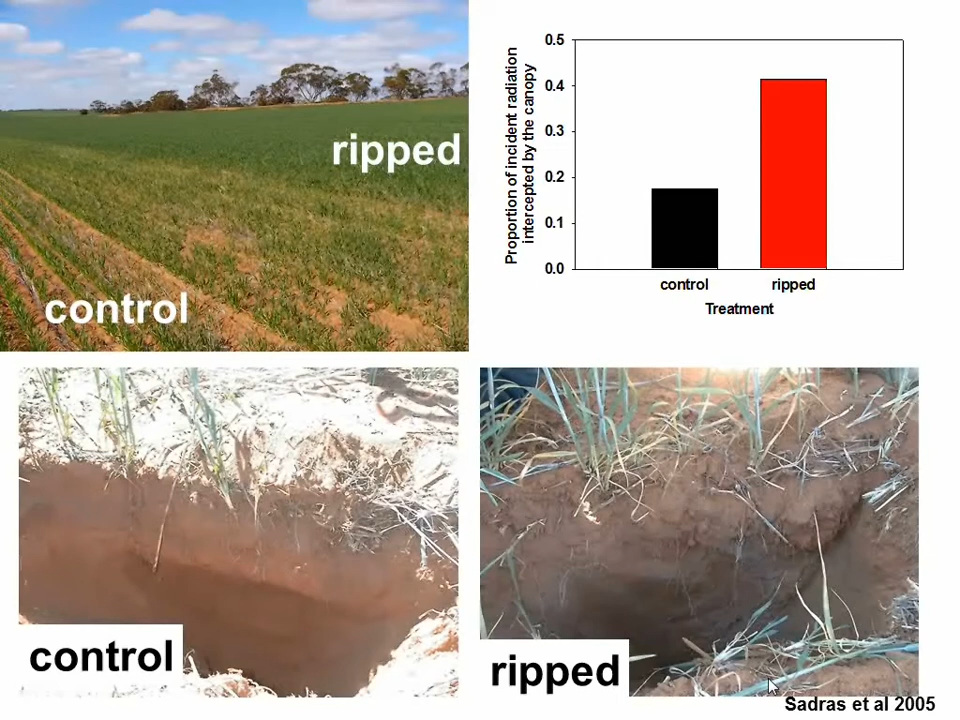 ripped
control
Proportion of incident radiation
intercepted by the canopy
0.5
0.4
0.3
0.2
0.1
0.0
control ripped
Treatment
control
ripped
Sadras et al 2005